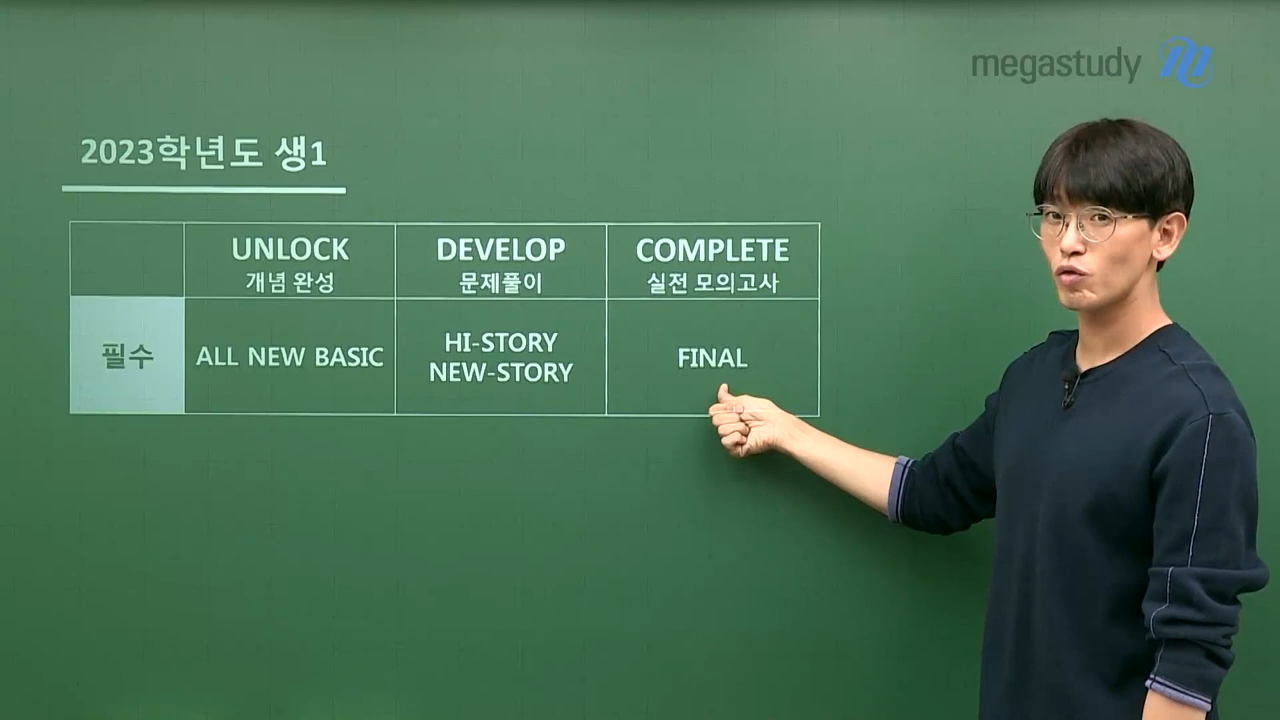 megastudy
2023학년도 생1
UNLOCK
개념 완성
DEVELOP
문제풀이
COMPLETE
실전 모의고사
필수
ALL NEW BASIC
HI-STORY
NEW-STORY
FINAL